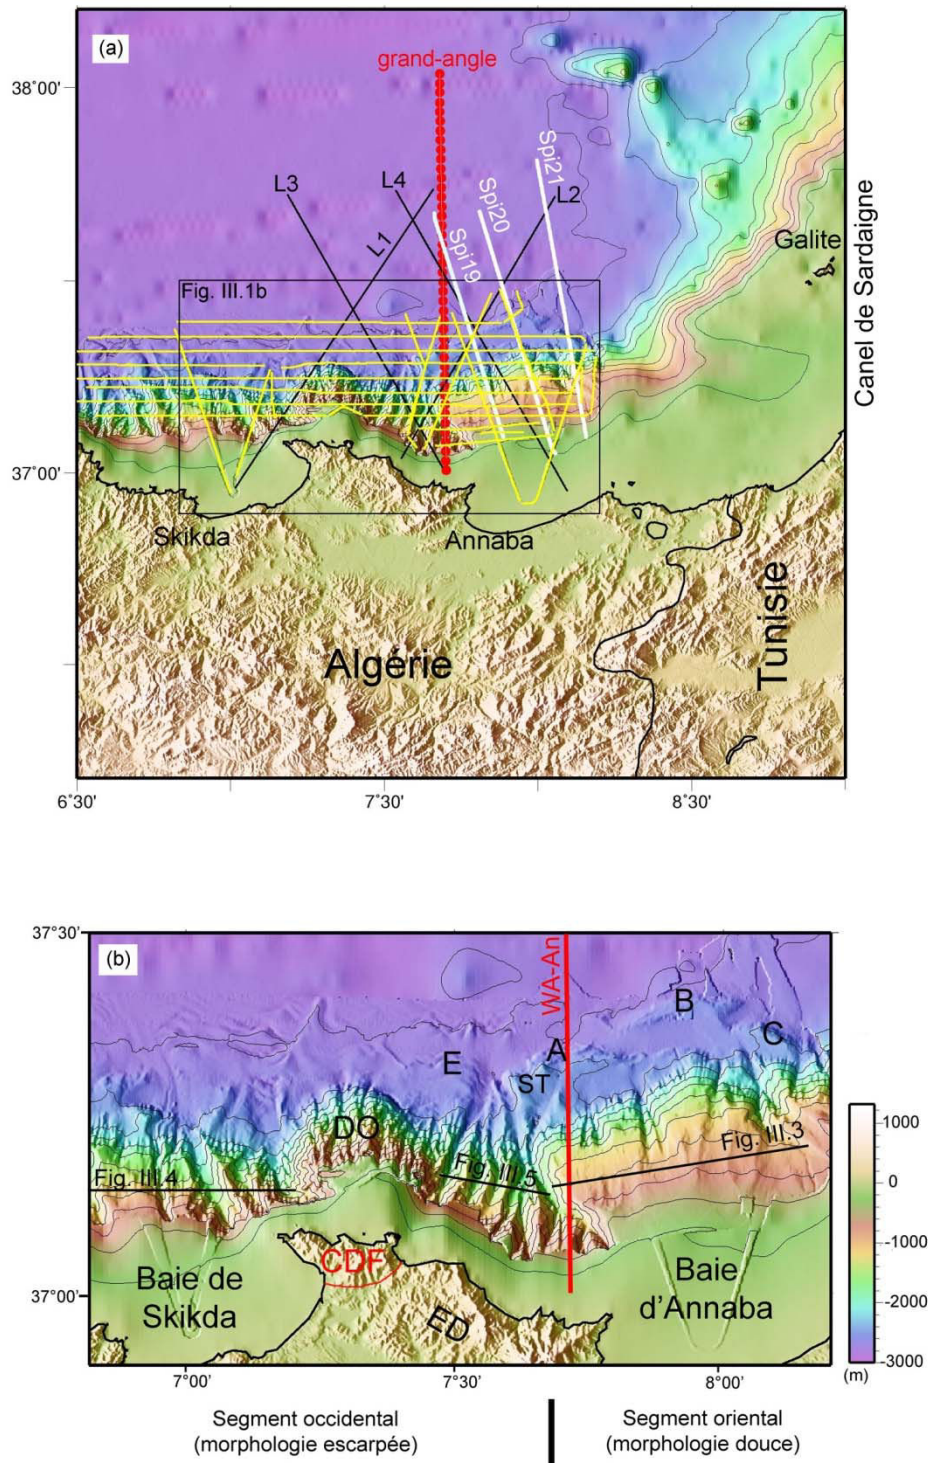 (a)
grand-angle
38°00'
L3
L4
L1
L2
Spi19
Spi20
Spi21
Galite
Canel de Sardaigne
Fig. III.1b
37°00'
Skikda
Annaba
Algérie
Tunisie
6°30'
7°30'
8°30'
37°30'
(b)
WA-An
B
C
E
A
ST
DO
Fig. III.3
Fig. III.4
Fig. III.5
CDF
Baie de
Skikda
Baie
d'Annaba
ED
37°00'
1000
0
-1000
-2000
-3000
(m)
7°00'
7°30'
8°00'
Segment occidental
(morphologie escarpée)
Segment oriental
(morphologie douce)